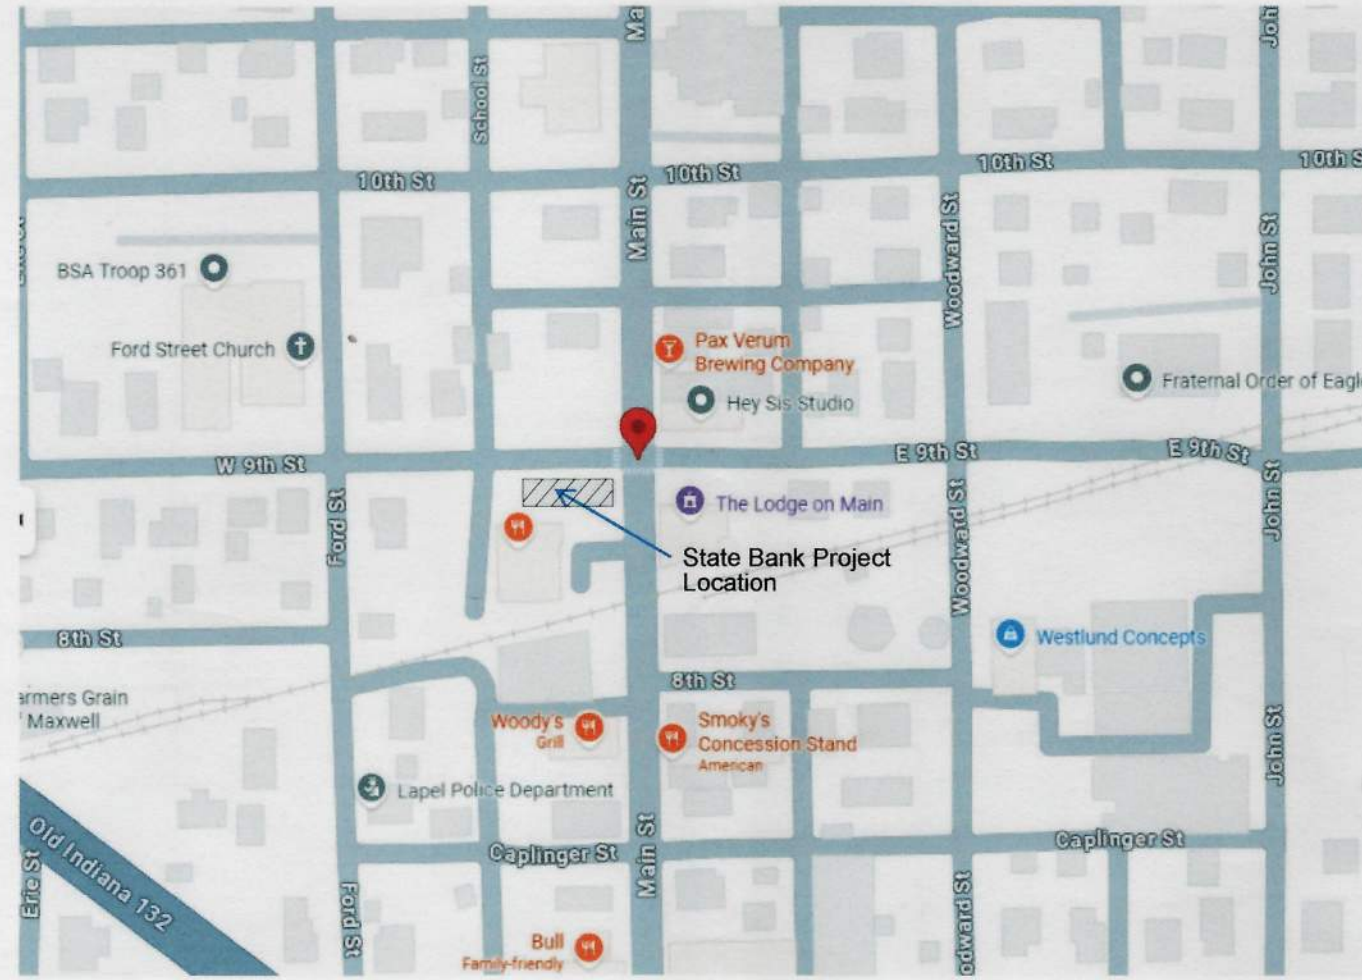 Ma
School St
10th St
10th St
10th St
10th S
Main St
Woodward St
John St
BSA Troop 361
Ford Street Church
Pax Verum
Brewing Company
Hey Sis Studio
Fraternal Order of Eagl
W 9th St
E 9th St
E 9th St
Ford St
The Lodge on Main
Woodward St
John St
State Bank Project
Location
8th St
Westlund Concepts
armers Grain
Maxwell
8th St
Woody's
Grill
Smoky's
Concession Stand
American
John St
Lapel Police Department
Old Indiana 132
Caplinger St
Main St
Caplinger St
Erie St
Ford St
odward St
Bull
Family-friendly